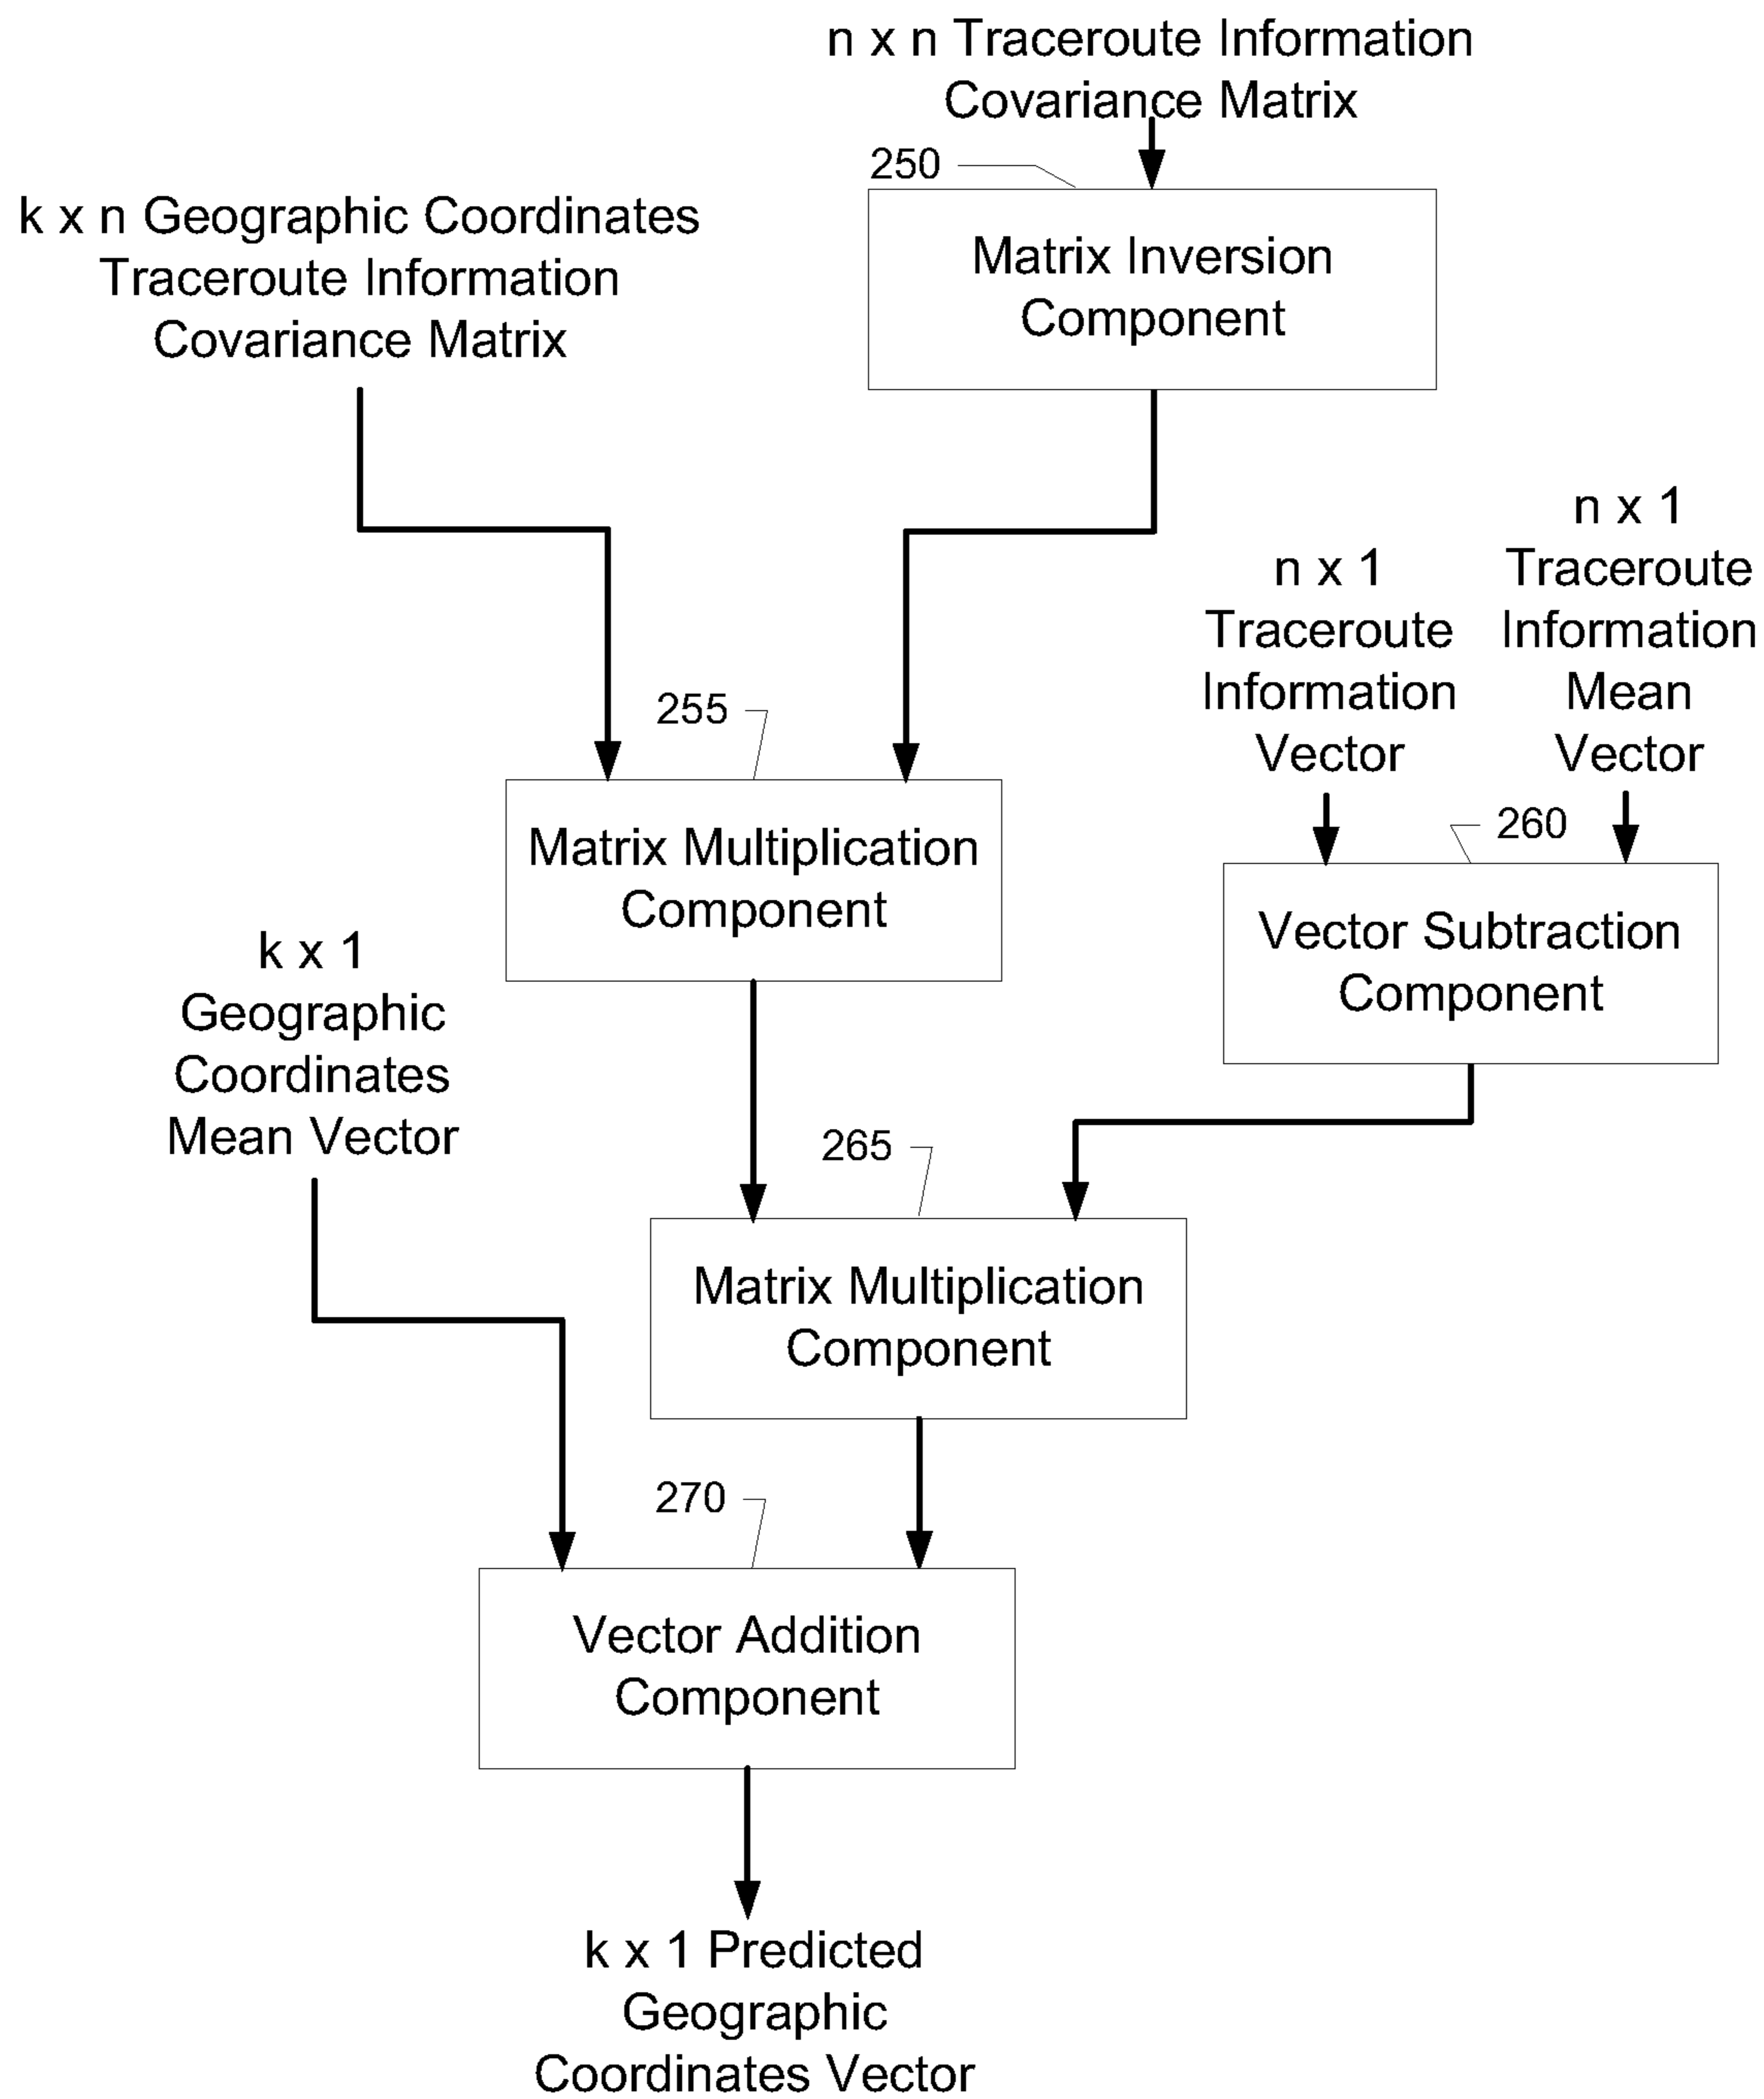 n x n Traceroute Information
Covariance Matrix
250
Matrix Inversion
Component
k x n Geographic Coordinates
Traceroute Information
Covariance Matrix
n x 1
Traceroute
Information
Vector
n x 1
Traceroute
Information
Mean
Vector
255
Matrix Multiplication
Component
260
Vector Subtraction
Component
k x 1
Geographic
Coordinates
Mean Vector
265
Matrix Multiplication
Component
270
Vector Addition
Component
k x 1 Predicted
Geographic
Coordinates Vector